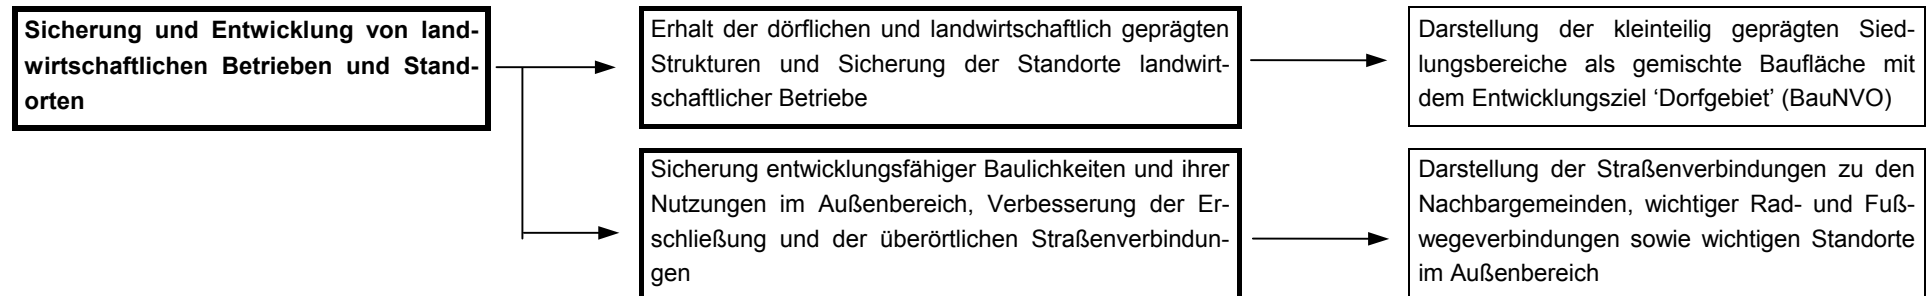 Sicherung und Entwicklung von land-
wirtschaftlichen Betrieben und Stand-
orten
Erhalt der dörflichen und landwirtschaftlich geprägten
Strukturen und Sicherung der Standorte landwirt-
schaftlicher Betriebe
Darstellung der kleinteilig geprägten Sied-
lungsbereiche als gemischte Baufläche mit
dem Entwicklungsziel ‘Dorfgebiet’ (BauNVO)
Sicherung entwicklungsfähiger Baulichkeiten und ihrer
Nutzungen im Außenbereich, Verbesserung der Er-
schließung und der überörtlichen Straßenverbindun-
gen
Darstellung der Straßenverbindungen zu den
Nachbargemeinden, wichtiger Rad- und Fuß-
wegeverbindungen sowie wichtigen Standorte
im Außenbereich